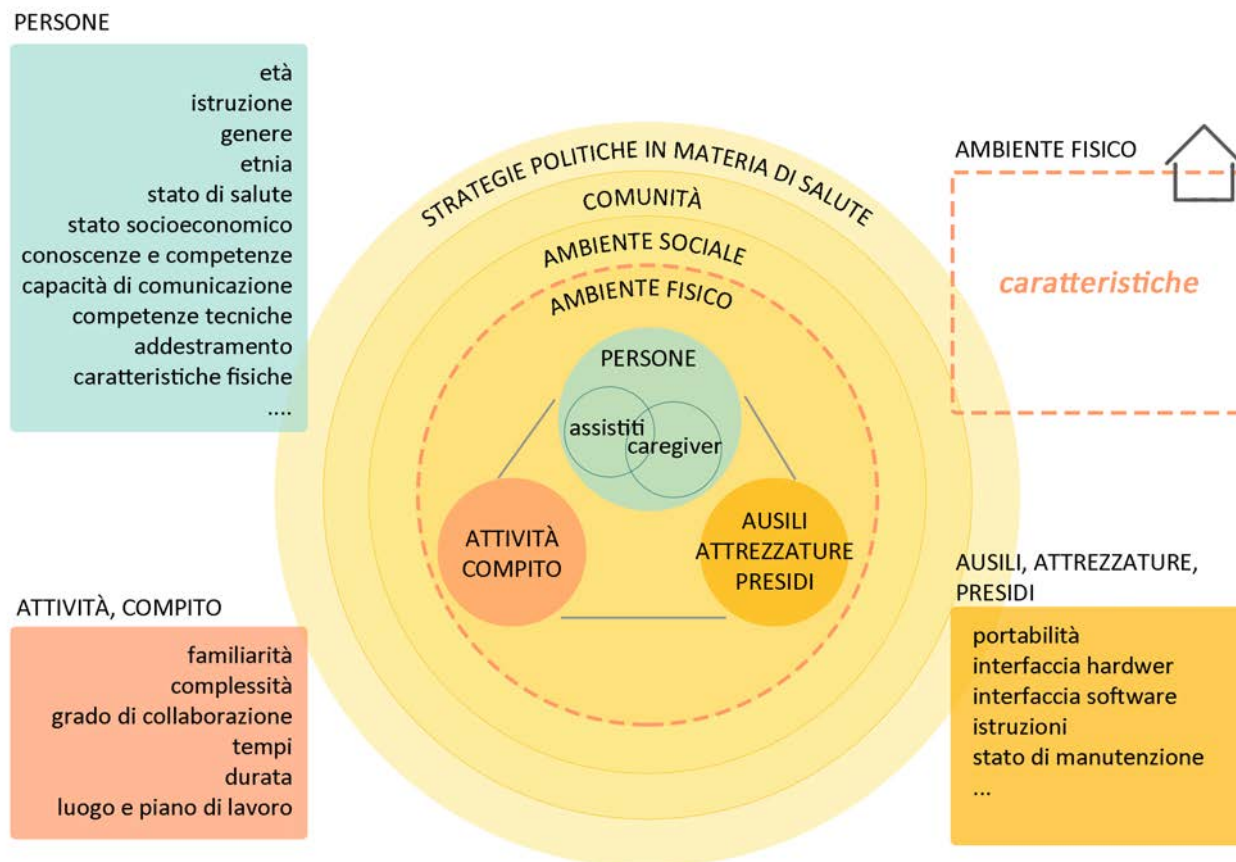 PERSONE
età
istruzione
genere
etnia
stato di salute
stato socioeconomico
conoscenze e competenze
capacità di comunicazione
competenze tecniche
addestramento
caratteristiche fisiche
....
STRATEGIE POLITICHE IN MATERIA DI SALUTE
COMUNITÀ
AMBIENTE SOCIALE
AMBIENTE FISICO
PERSONE
assistiti
caregiver
ATTIVITÀ
COMPITO
AUSILI
ATTREZZATURE
PRESIDI
AMBIENTE FISICO
caratteristiche
ATTIVITÀ, COMPITO
familiarità
complessità
grado di collaborazione
tempi
durata
luogo e piano di lavoro
AUSILI, ATTREZZATURE,
PRESIDI
portabilità
interfaccia hardwer
interfaccia software
istruzioni
stato di manutenzione
...